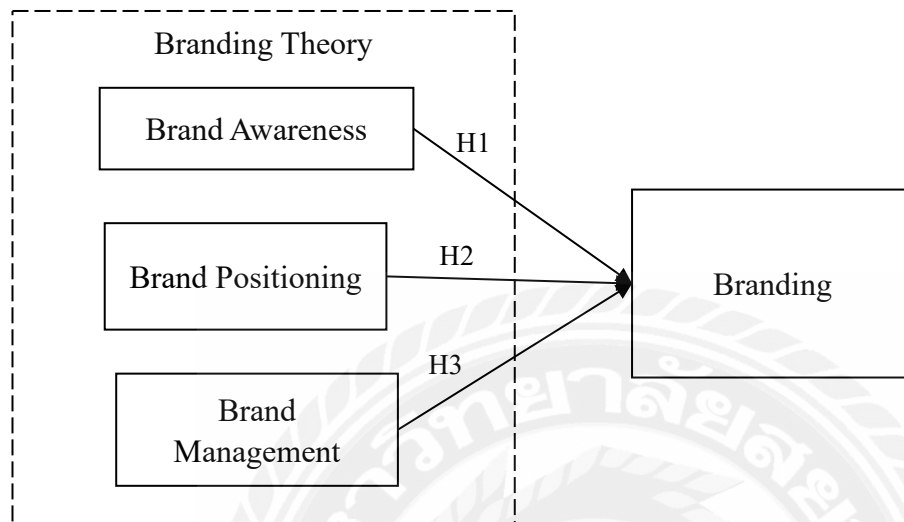 Branding Theory
Brand Awareness
H1
H2
Brand Positioning
Branding
H3
Brand
Management